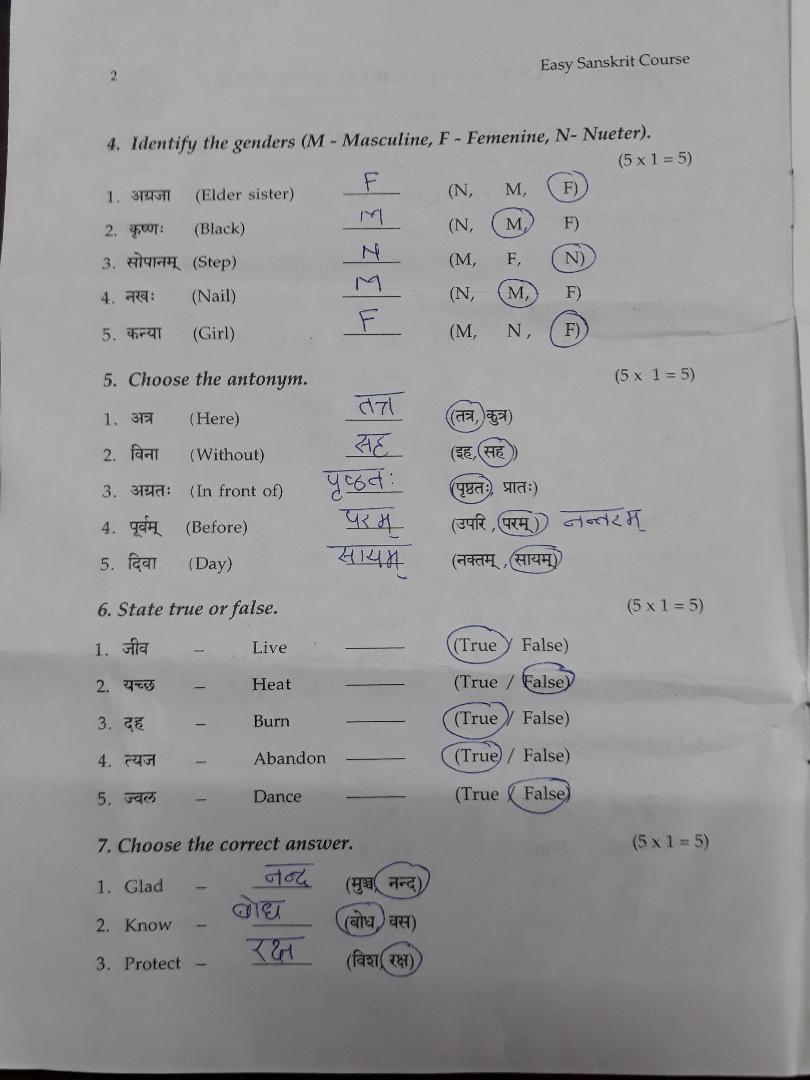 2 Easy Sanskrit Course
4. Identify the genders (M - Masculine, F - Femenine, N- Nueter).
(5 x 1 = 5)
1. अग्रजा (Elder sister) F (N, M, F)
2. कृष्णः (Black) M (N, M, F)
3. सोपानम् (Step) N (M, F, N)
4. नखः (Nail) M (N, M, F)
5. कन्या (Girl) F (M, N, F)
5. Choose the antonym. (5 x 1 = 5)
1. अत्र (Here) तत्र (तत्र, कुत्र)
2. विना (Without) सह (इह, सह)
3. अग्रतः (In front of) पृष्ठतः (पृष्ठतः, प्रातः)
4. पूर्वम् (Before) परम् (उपरि, परम्) नन्तरम्
5. दिवा (Day) सायम् (नक्तम्, सायम्)
6. State true or false. (5 x 1 = 5)
1. जीव – Live (True / False)
2. यच्छ – Heat (True / False)
3. दह – Burn (True / False)
4. त्यज – Abandon (True / False)
5. ज्वल – Dance (True / False)
7. Choose the correct answer. (5 x 1 = 5)
1. Glad – नन्द (मुञ्च, नन्द)
2. Know – बोध (बोध, वस)
3. Protect – रक्ष (विश, रक्ष)